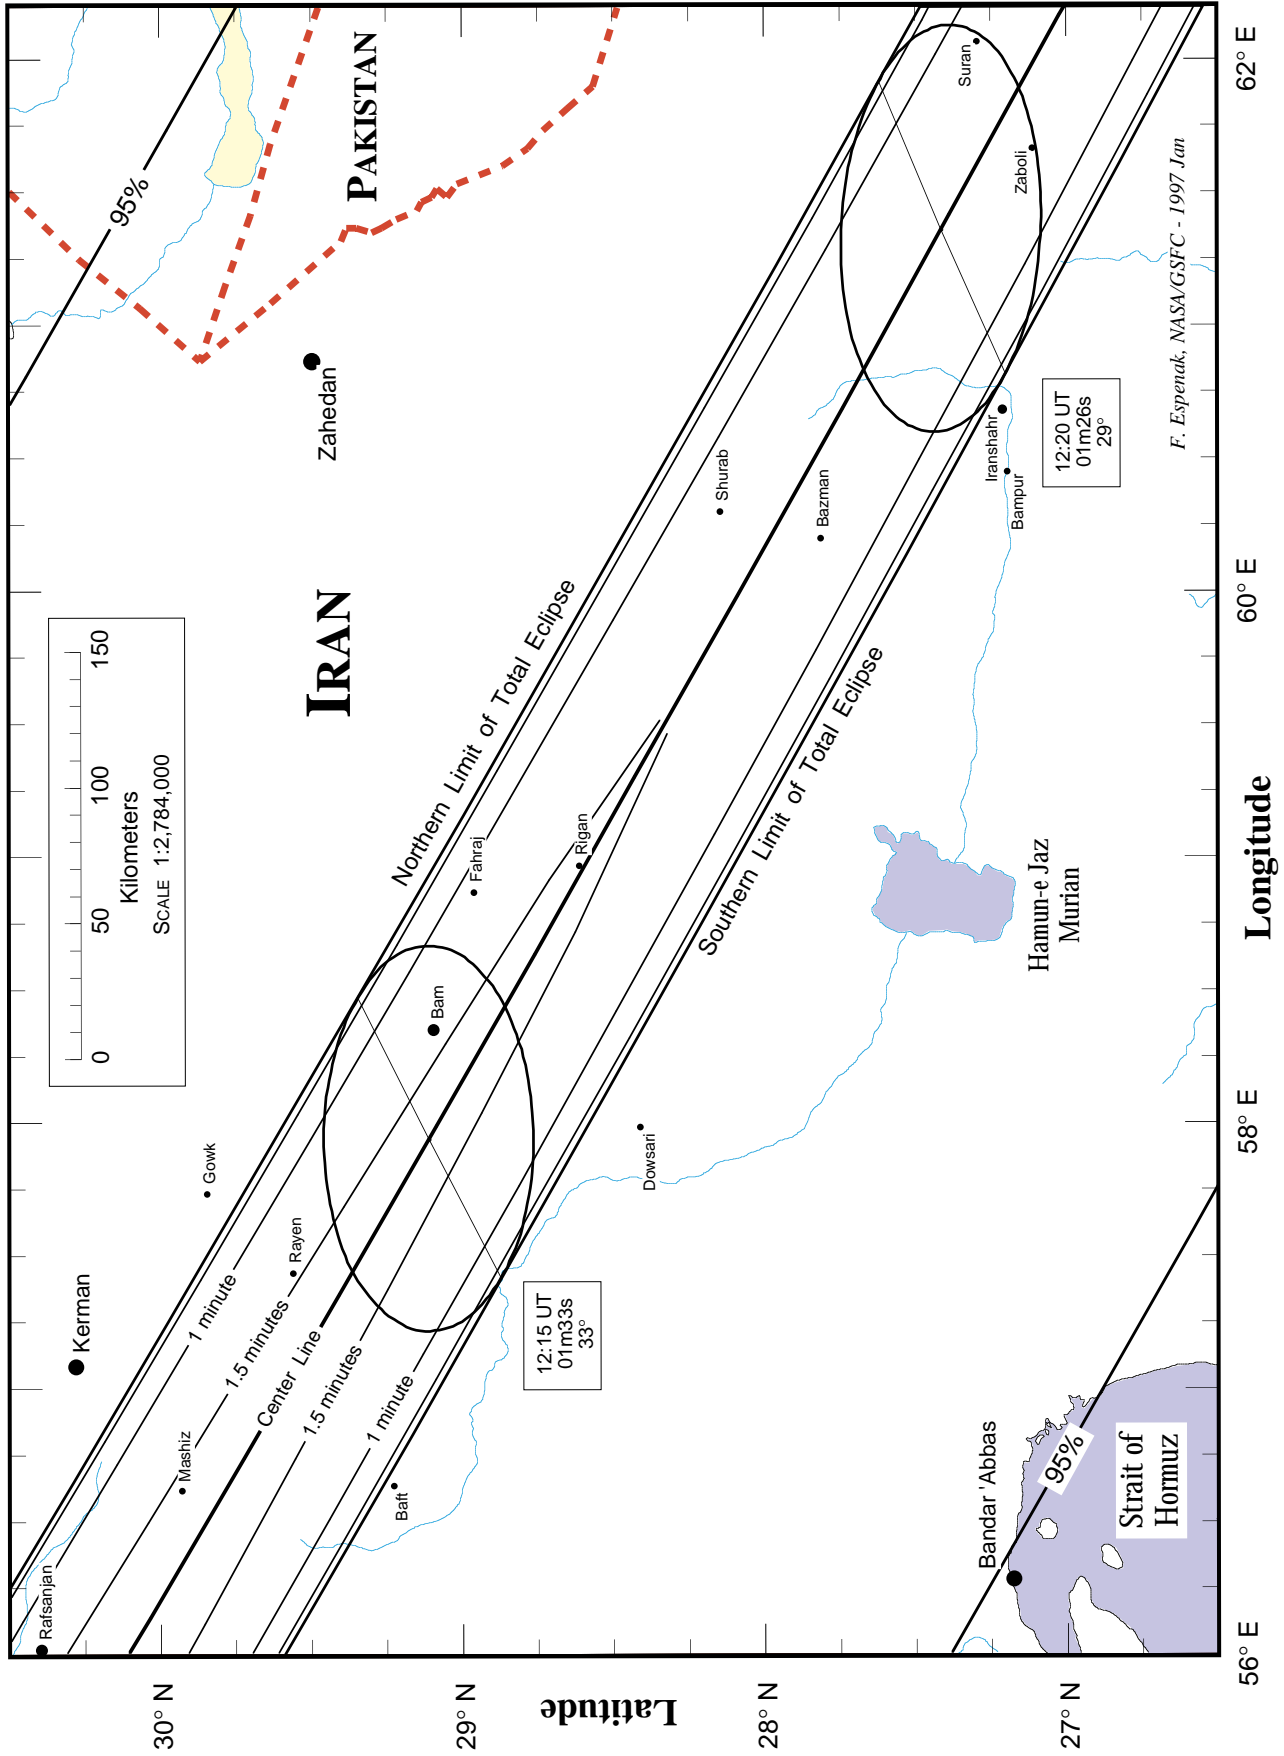 0 50 100 150
Kilometers
SCALE 1:2,784,000
IRAN
PAKISTAN
95%
Zahedan
Kerman
Gowk
Rafsanjan
Mashiz
Rayen
Baft
Bam
Fahraj
Rigan
Dowsari
Shurab
Bazman
Iranshahr
Bampur
Zaboli
Suran
1 minute
1.5 minutes
Center Line
1.5 minutes
1 minute
Northern Limit of Total Eclipse
Southern Limit of Total Eclipse
12:15 UT
01m33s
33°
12:20 UT
01m26s
29°
Hamun-e Jaz
Murian
Bandar 'Abbas
95%
Strait of
Hormuz
F. Espenak, NASA/GSFC - 1997 Jan
30° N
29° N
28° N
27° N
Latitude
56° E
58° E
60° E
62° E
Longitude